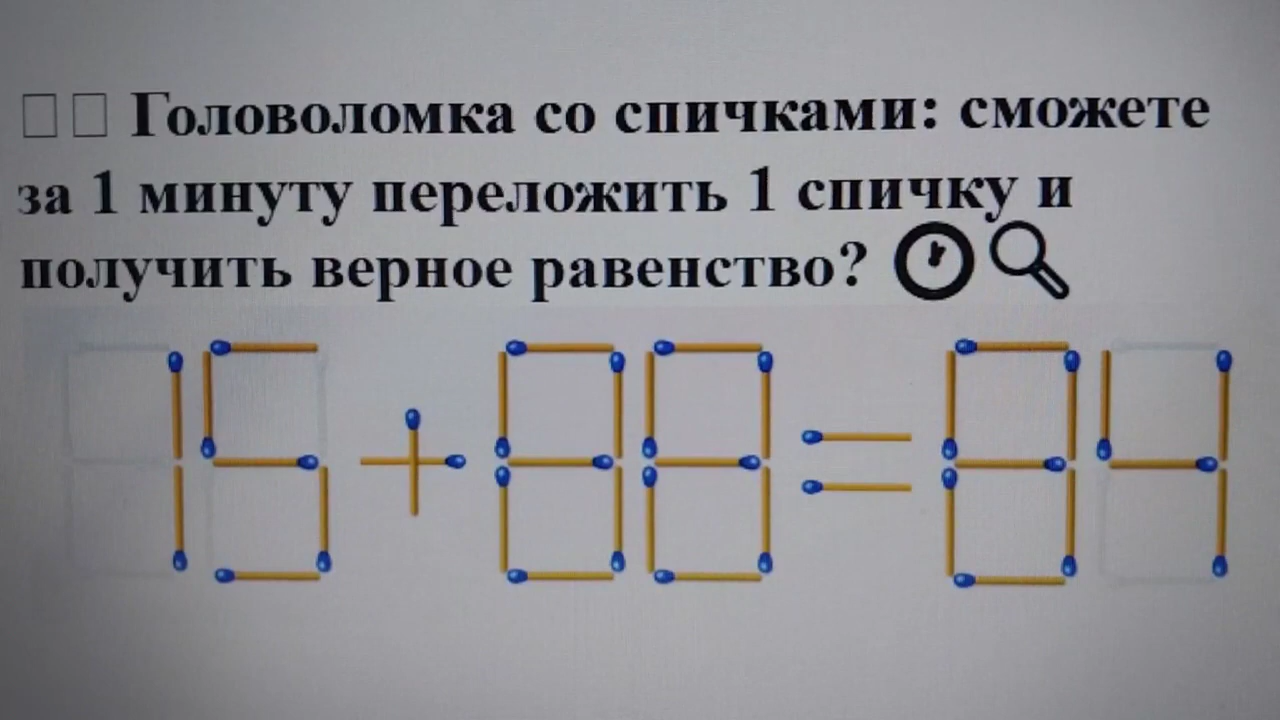 Головоломка со спичками: сможете
за 1 минуту переложить 1 спичку и
получить верное равенство?
15+88=84